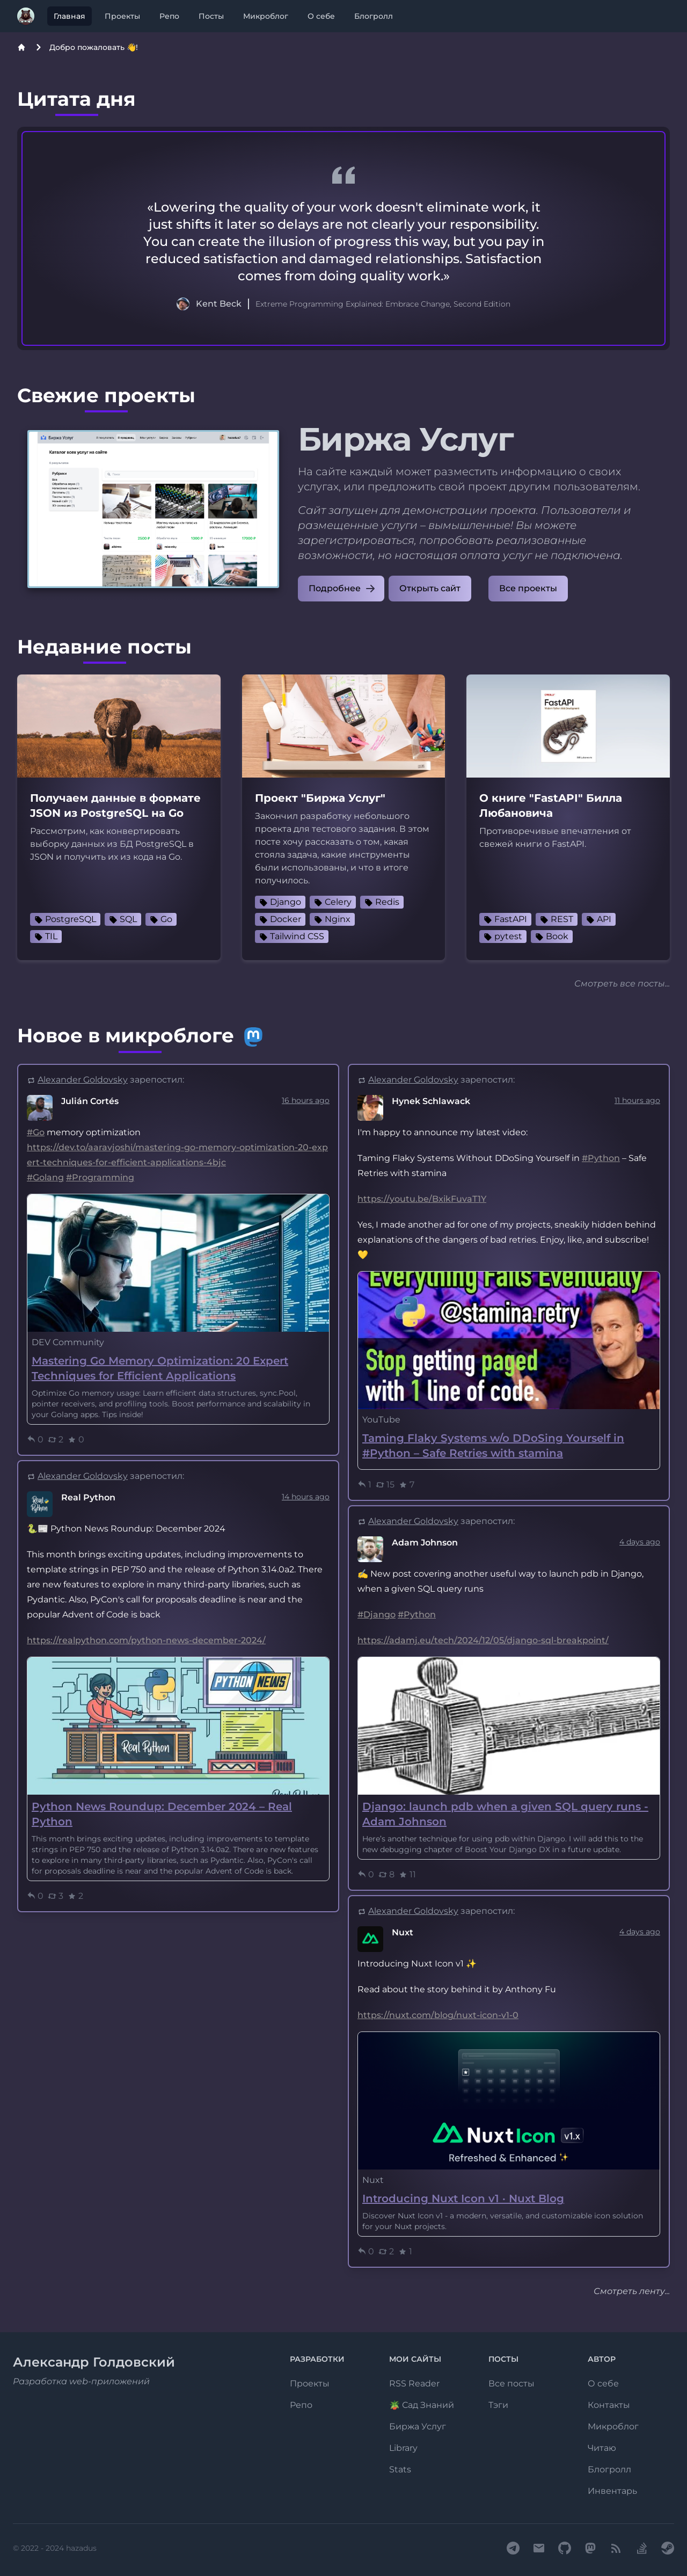 Главная Проекты Репо Посты Микроблог О себе Блогролл
Добро пожаловать 👋!
Цитата дня
«Lowering the quality of your work doesn't eliminate work, it
just shifts it later so delays are not clearly your responsibility.
You can create the illusion of progress this way, but you pay in
reduced satisfaction and damaged relationships. Satisfaction
comes from doing quality work.»
Kent Beck | Extreme Programming Explained: Embrace Change, Second Edition
Свежие проекты
Биржа Услуг
Каталог всех услуг на сайте
Рубрика
Биржа Услуг
На сайте каждый может разместить информацию о своих
услугах, или предложить свой проект другим пользователям.
Сайт запущен для демонстрации проекта. Пользователи и
размещенные услуги – вымышленные! Вы можете
зарегистрироваться, попробовать реализованные
возможности, но настоящая оплата услуг не подключена.
Подробнее → Открыть сайт Все проекты
Недавние посты
Получаем данные в формате
JSON из PostgreSQL на Go
Рассмотрим, как конвертировать
выборку данных из БД PostgreSQL в
JSON и получить их из кода на Go.
PostgreSQL SQL Go
TIL
Проект "Биржа Услуг"
Закончил разработку небольшого
проекта для тестового задания. В этом
посте хочу рассказать о том, какая
стояла задача, какие инструменты
были использованы, и что в итоге
получилось.
Django Celery Redis
Docker Nginx
Tailwind CSS
FastAPI
О книге "FastAPI" Билла
Любановича
Противоречивые впечатления от
свежей книги о FastAPI.
FastAPI REST API
pytest Book
Смотреть все посты...
Новое в микроблоге
Alexander Goldovsky зарепостил:
Julián Cortés 16 hours ago
#Go memory optimization
https://dev.to/aaravjoshi/mastering-go-memory-optimization-20-exp
ert-techniques-for-efficient-applications-4bjc
#Golang #Programming
DEV Community
Mastering Go Memory Optimization: 20 Expert
Techniques for Efficient Applications
Optimize Go memory usage: Learn efficient data structures, sync.Pool,
pointer receivers, and profiling tools. Boost performance and scalability in
your Golang apps. Tips inside!
0 2 0
Alexander Goldovsky зарепостил:
Real Python 14 hours ago
🐍📰 Python News Roundup: December 2024
This month brings exciting updates, including improvements to
template strings in PEP 750 and the release of Python 3.14.0a2. There
are new features to explore in many third-party libraries, such as
Pydantic. Also, PyCon's call for proposals deadline is near and the
popular Advent of Code is back
https://realpython.com/python-news-december-2024/
PYTHON NEWS
Real Python
Python News Roundup: December 2024 – Real
Python
This month brings exciting updates, including improvements to template
strings in PEP 750 and the release of Python 3.14.0a2. There are new features
to explore in many third-party libraries, such as Pydantic. Also, PyCon's call
for proposals deadline is near and the popular Advent of Code is back.
0 3 2
Alexander Goldovsky зарепостил:
Hynek Schlawack 11 hours ago
I'm happy to announce my latest video:
Taming Flaky Systems Without DDoSing Yourself in #Python – Safe
Retries with stamina
https://youtu.be/BxikFuvaT1Y
Yes, I made another ad for one of my projects, sneakily hidden behind
explanations of the dangers of bad retries. Enjoy, like, and subscribe!
💛
Everything Fails Eventually
@stamina.retry
Stop getting paged
with 1 line of code.
YouTube
Taming Flaky Systems w/o DDoSing Yourself in
#Python – Safe Retries with stamina
1 15 7
Alexander Goldovsky зарепостил:
Adam Johnson 4 days ago
✍️ New post covering another useful way to launch pdb in Django,
when a given SQL query runs
#Django #Python
https://adamj.eu/tech/2024/12/05/django-sql-breakpoint/
Django: launch pdb when a given SQL query runs -
Adam Johnson
Here's another technique for using pdb within Django. I will add this to the
new debugging chapter of Boost Your Django DX in a future update.
0 8 11
Alexander Goldovsky зарепостил:
Nuxt 4 days ago
Introducing Nuxt Icon v1 ✨
Read about the story behind it by Anthony Fu
https://nuxt.com/blog/nuxt-icon-v1-0
Nuxt Icon v1.x
Refreshed & Enhanced ✨
Nuxt
Introducing Nuxt Icon v1 · Nuxt Blog
Discover Nuxt Icon v1 - a modern, versatile, and customizable icon solution
for your Nuxt projects.
0 2 1
Смотреть ленту...
Александр Голдовский
Разработка web-приложений
РАЗРАБОТКИ
Проекты
Репо
МОИ САЙТЫ
RSS Reader
🪴 Сад Знаний
Биржа Услуг
Library
Stats
ПОСТЫ
Все посты
Тэги
АВТОР
О себе
Контакты
Микроблог
Читаю
Блогролл
Инвентарь
© 2022 - 2024 hazadus